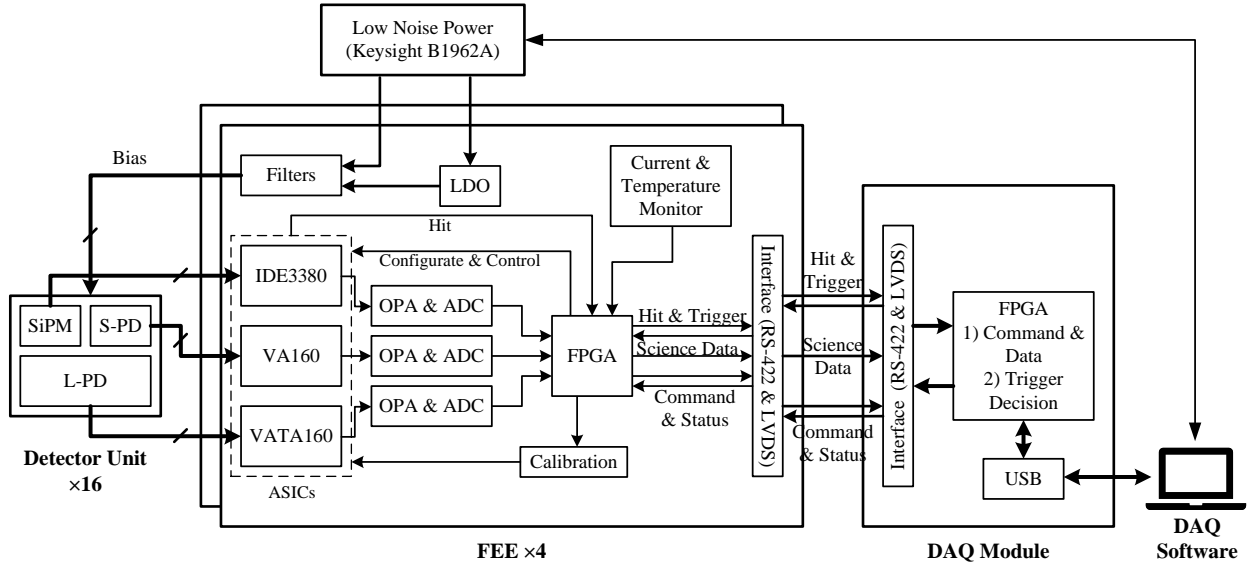 Low Noise Power
(Keysight B1962A)
Bias
Filters
LDO
Current &
Temperature
Monitor
Hit
Configurate & Control
IDE3380
VA160
VATA160
ASICs
OPA & ADC
OPA & ADC
OPA & ADC
FPGA
Calibration
Hit & Trigger
Science Data
Command
& Status
Interface (RS-422 & LVDS)
Hit &
Trigger
Science
Data
Command
& Status
Interface (RS-422 & LVDS)
FPGA
1) Command &
Data
2) Trigger
Decision
USB
SiPM
S-PD
L-PD
Detector Unit
×16
FEE ×4
DAQ Module
DAQ
Software